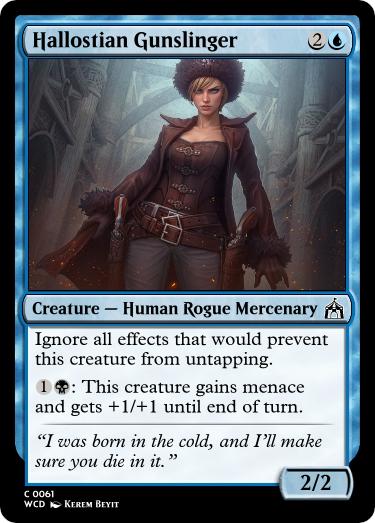 Hallostian Gunslinger 2
Creature — Human Rogue Mercenary
Ignore all effects that would prevent
this creature from untapping.
1: This creature gains menace
and gets +1/+1 until end of turn.
“I was born in the cold, and I’ll make
sure you die in it.”
2/2
C 0061
WCD Kerem Beyit